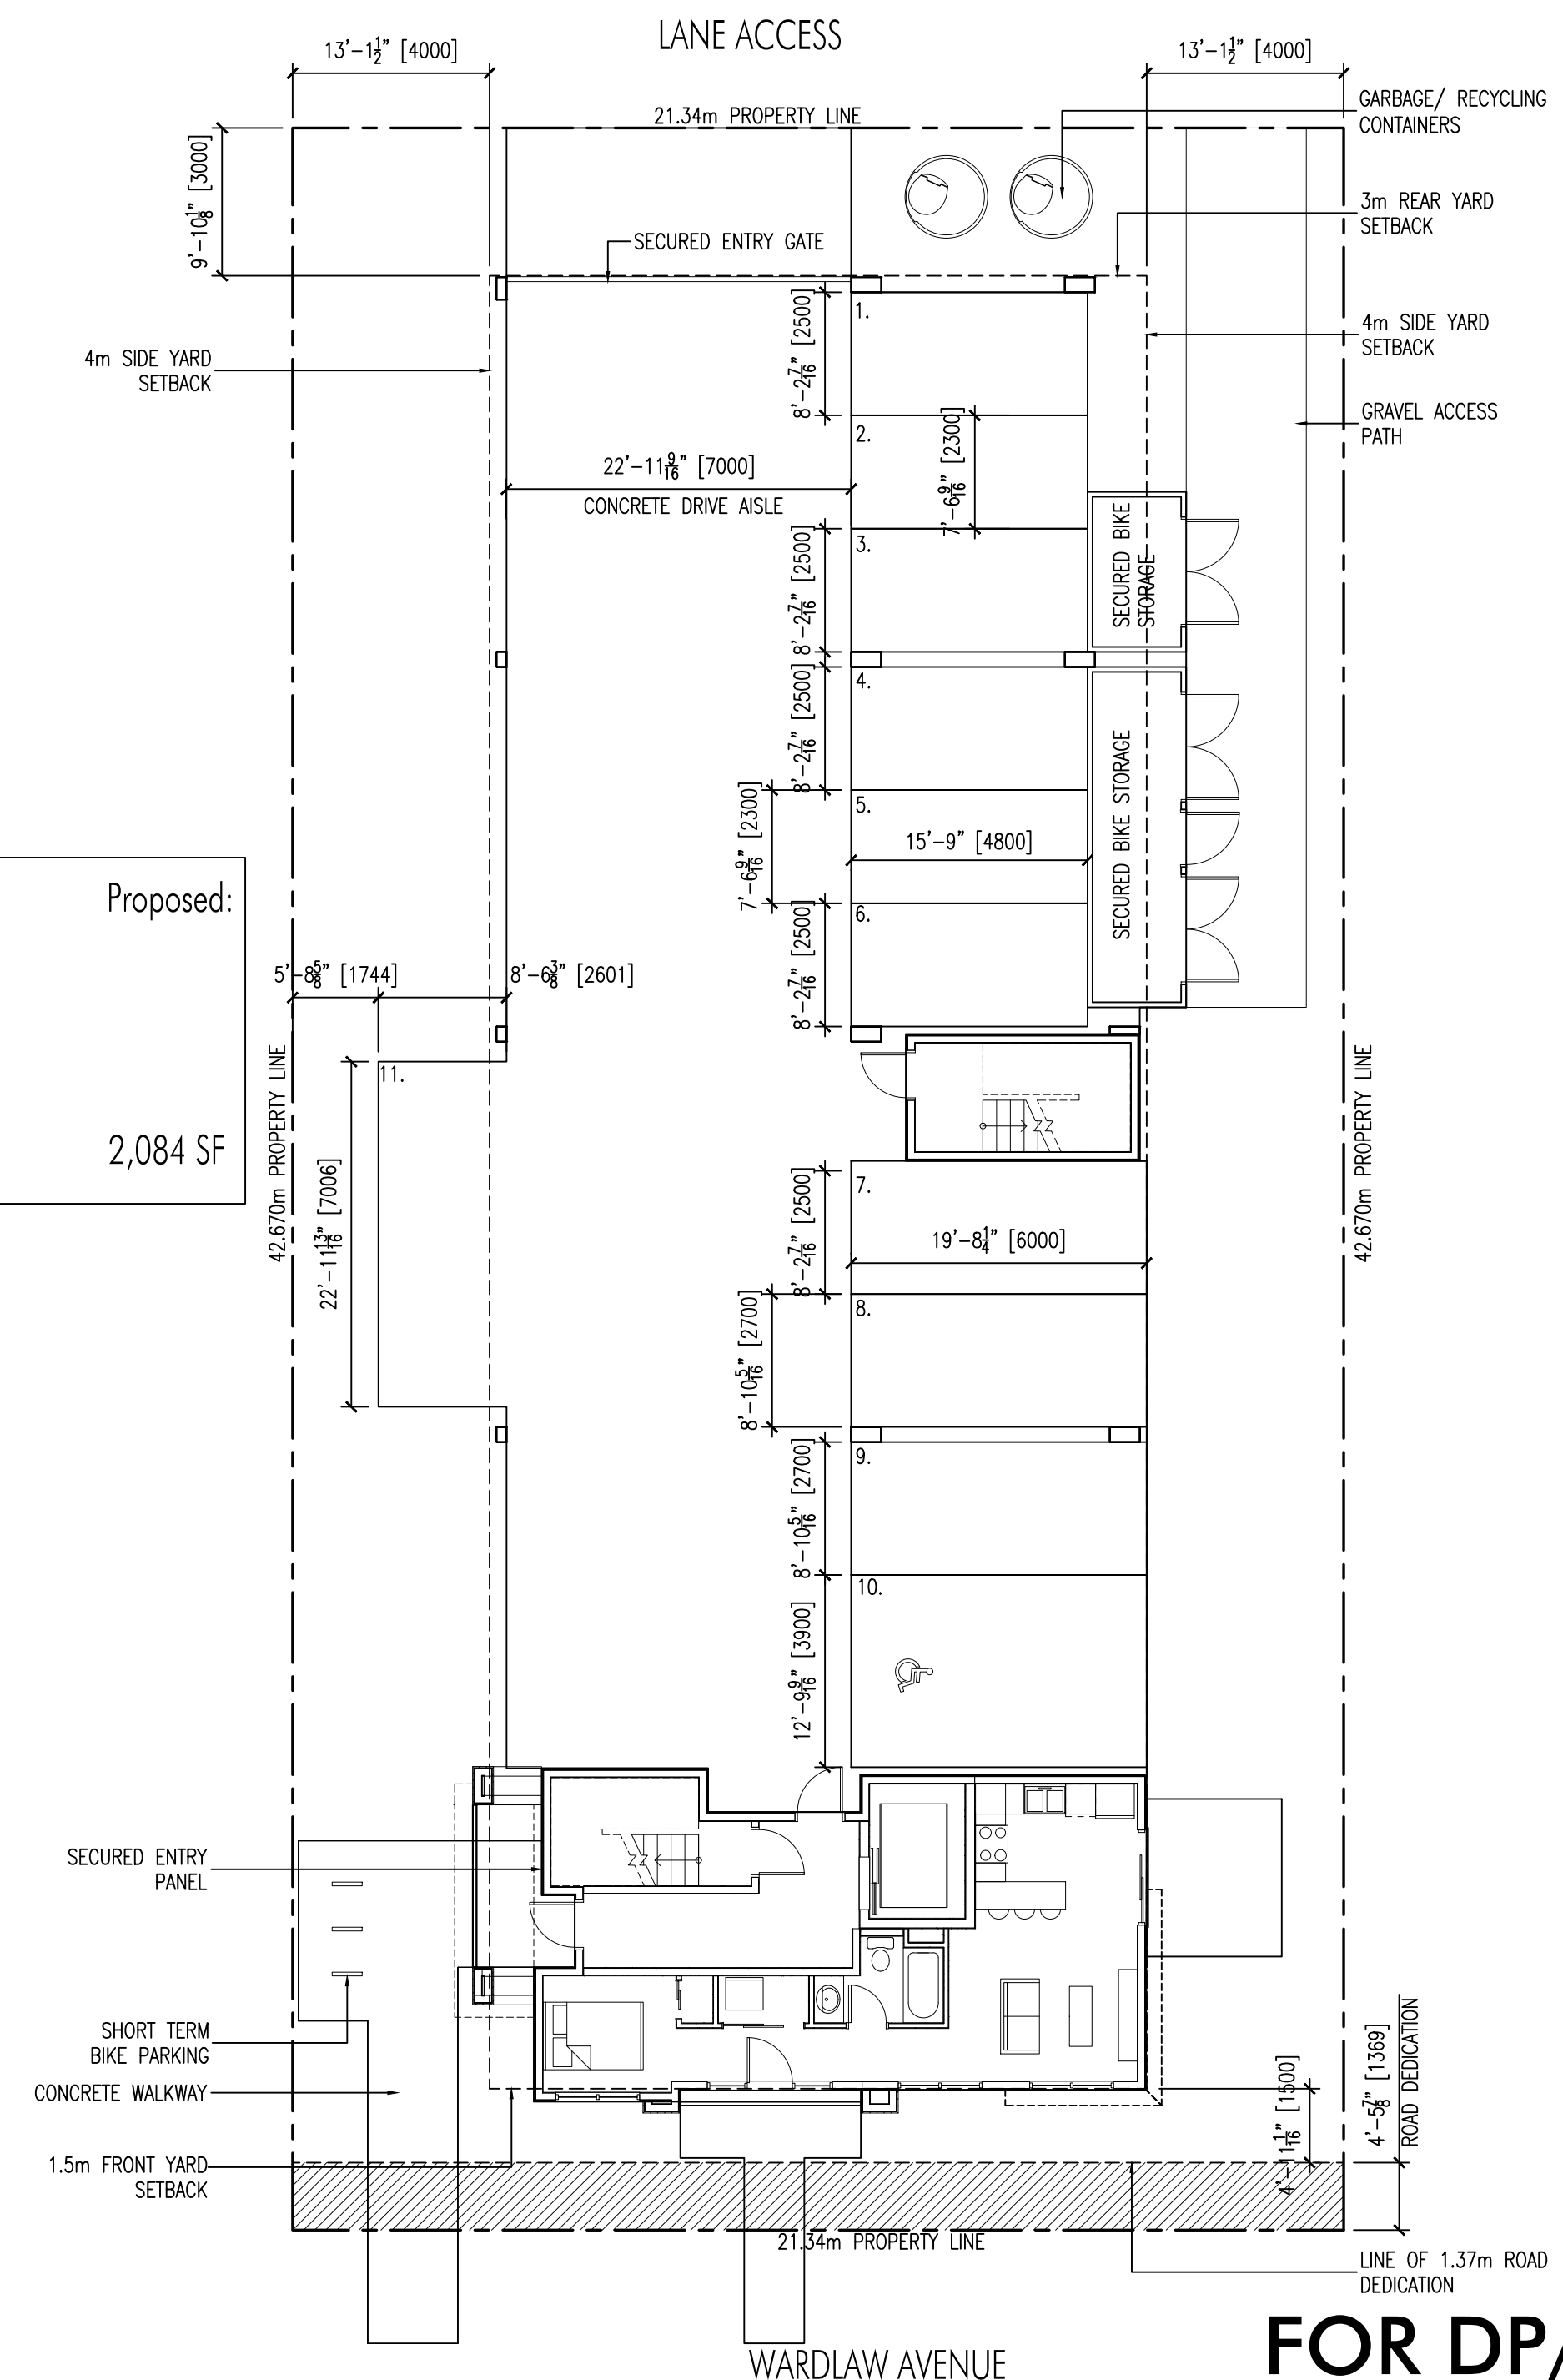 LANE ACCESS
13'-1½" [4000]
13'-1½" [4000]
GARBAGE/ RECYCLING
CONTAINERS
21.34m PROPERTY LINE
9'-10⅛" [3000]
3m REAR YARD
SETBACK
SECURED ENTRY GATE
1.
8'-2 7/16" [2500]
4m SIDE YARD
SETBACK
4m SIDE YARD
SETBACK
2.
7'-6 9/16" [2300]
GRAVEL ACCESS
PATH
22'-11 9/16" [7000]
CONCRETE DRIVE AISLE
3.
8'-2 7/16" [2500]
SECURED BIKE
STORAGE
4.
8'-2 7/16" [2500]
5.
7'-6 9/16" [2300]
15'-9" [4800]
SECURED BIKE STORAGE
6.
8'-2 7/16" [2500]
Proposed:
2,084 SF
5'-8⅝" [1744]
8'-6⅜" [2601]
42.670m PROPERTY LINE
11.
22'-11 13/16" [7006]
42.670m PROPERTY LINE
7.
8'-2 7/16" [2500]
19'-8¼" [6000]
8.
8'-10 5/16" [2700]
9.
8'-10 5/16" [2700]
10.
12'-9 9/16" [3900]
SECURED ENTRY
PANEL
SHORT TERM
BIKE PARKING
CONCRETE WALKWAY
1.5m FRONT YARD
SETBACK
4'-11 1/16" [1500]
4'-5⅞" [1369]
ROAD DEDICATION
21.34m PROPERTY LINE
LINE OF 1.37m ROAD
DEDICATION
WARDLAW AVENUE
FOR DP/